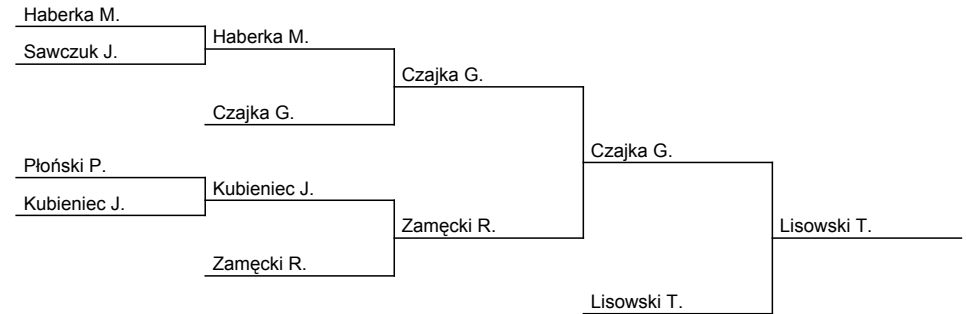 Haberka M.
Sawczuk J.
Haberka M.
Czajka G.
Czajka G.
Płoński P.
Kubieniec J.
Kubieniec J.
Zamęcki R.
Zamęcki R.
Czajka G.
Lisowski T.
Lisowski T.